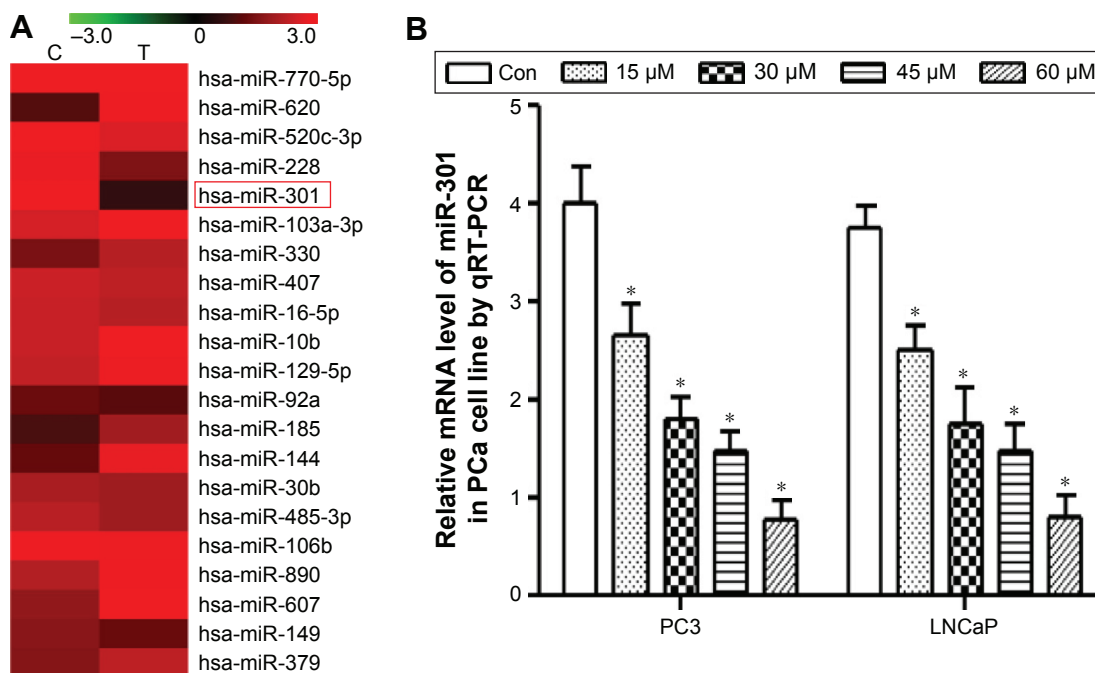 A
–3.0 0 3.0
C T
hsa-miR-770-5p
hsa-miR-620
hsa-miR-520c-3p
hsa-miR-228
hsa-miR-301
hsa-miR-103a-3p
hsa-miR-330
hsa-miR-407
hsa-miR-16-5p
hsa-miR-10b
hsa-miR-129-5p
hsa-miR-92a
hsa-miR-185
hsa-miR-144
hsa-miR-30b
hsa-miR-485-3p
hsa-miR-106b
hsa-miR-890
hsa-miR-607
hsa-miR-149
hsa-miR-379
B
Con 15 µM 30 µM 45 µM 60 µM
Relative mRNA level of miR-301
in PCa cell line by qRT-PCR
5
4
3
2
1
0
* * * *
* * * *
PC3 LNCaP